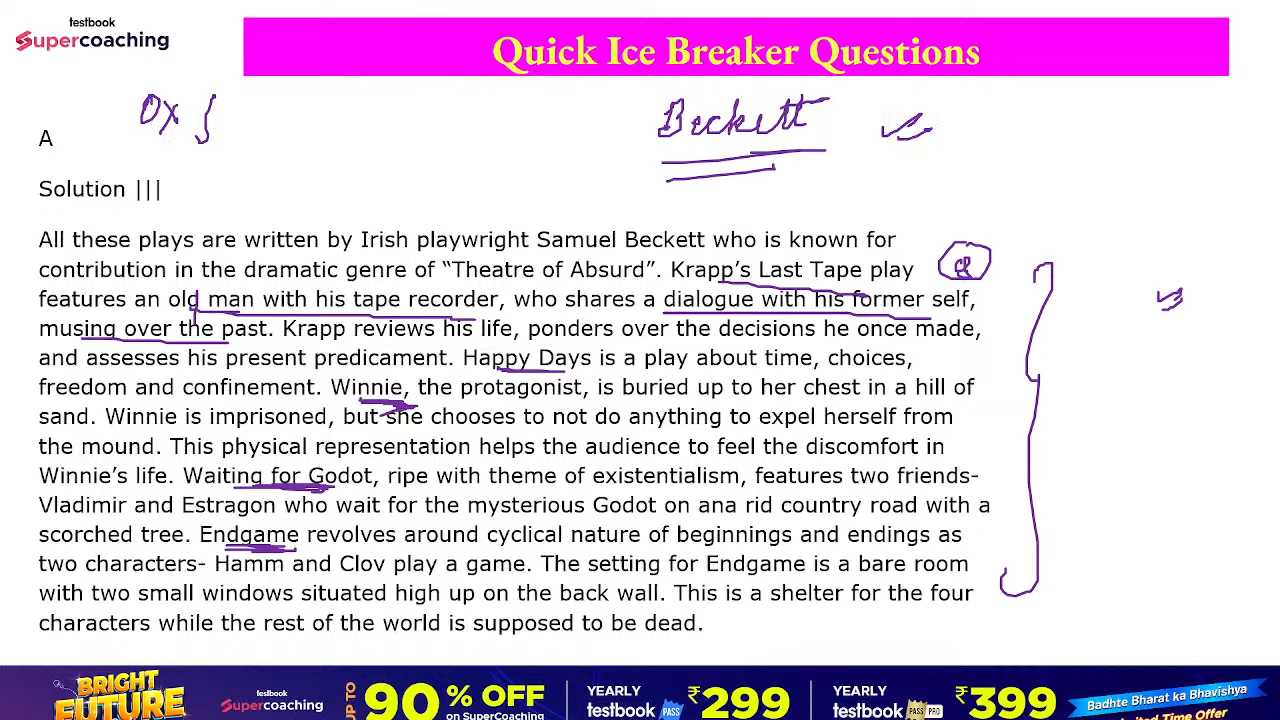 testbook
Supercoaching
Quick Ice Breaker Questions
Beckett
A
Solution |||
All these plays are written by Irish playwright Samuel Beckett who is known for
contribution in the dramatic genre of “Theatre of Absurd”. Krapp’s Last Tape play
features an old man with his tape recorder, who shares a dialogue with his former self,
musing over the past. Krapp reviews his life, ponders over the decisions he once made,
and assesses his present predicament. Happy Days is a play about time, choices,
freedom and confinement. Winnie, the protagonist, is buried up to her chest in a hill of
sand. Winnie is imprisoned, but she chooses to not do anything to expel herself from
the mound. This physical representation helps the audience to feel the discomfort in
Winnie’s life. Waiting for Godot, ripe with theme of existentialism, features two friends-
Vladimir and Estragon who wait for the mysterious Godot on ana rid country road with a
scorched tree. Endgame revolves around cyclical nature of beginnings and endings as
two characters- Hamm and Clov play a game. The setting for Endgame is a bare room
with two small windows situated high up on the back wall. This is a shelter for the four
characters while the rest of the world is supposed to be dead.
BRIGHT
FUTURE
testbook
Supercoaching
UPTO
90 % OFF
on SuperCoaching
YEARLY
testbook PASS
₹299
YEARLY
testbook PASS PRO
₹399
Badhte Bharat ka Bhavishya
Time Offer